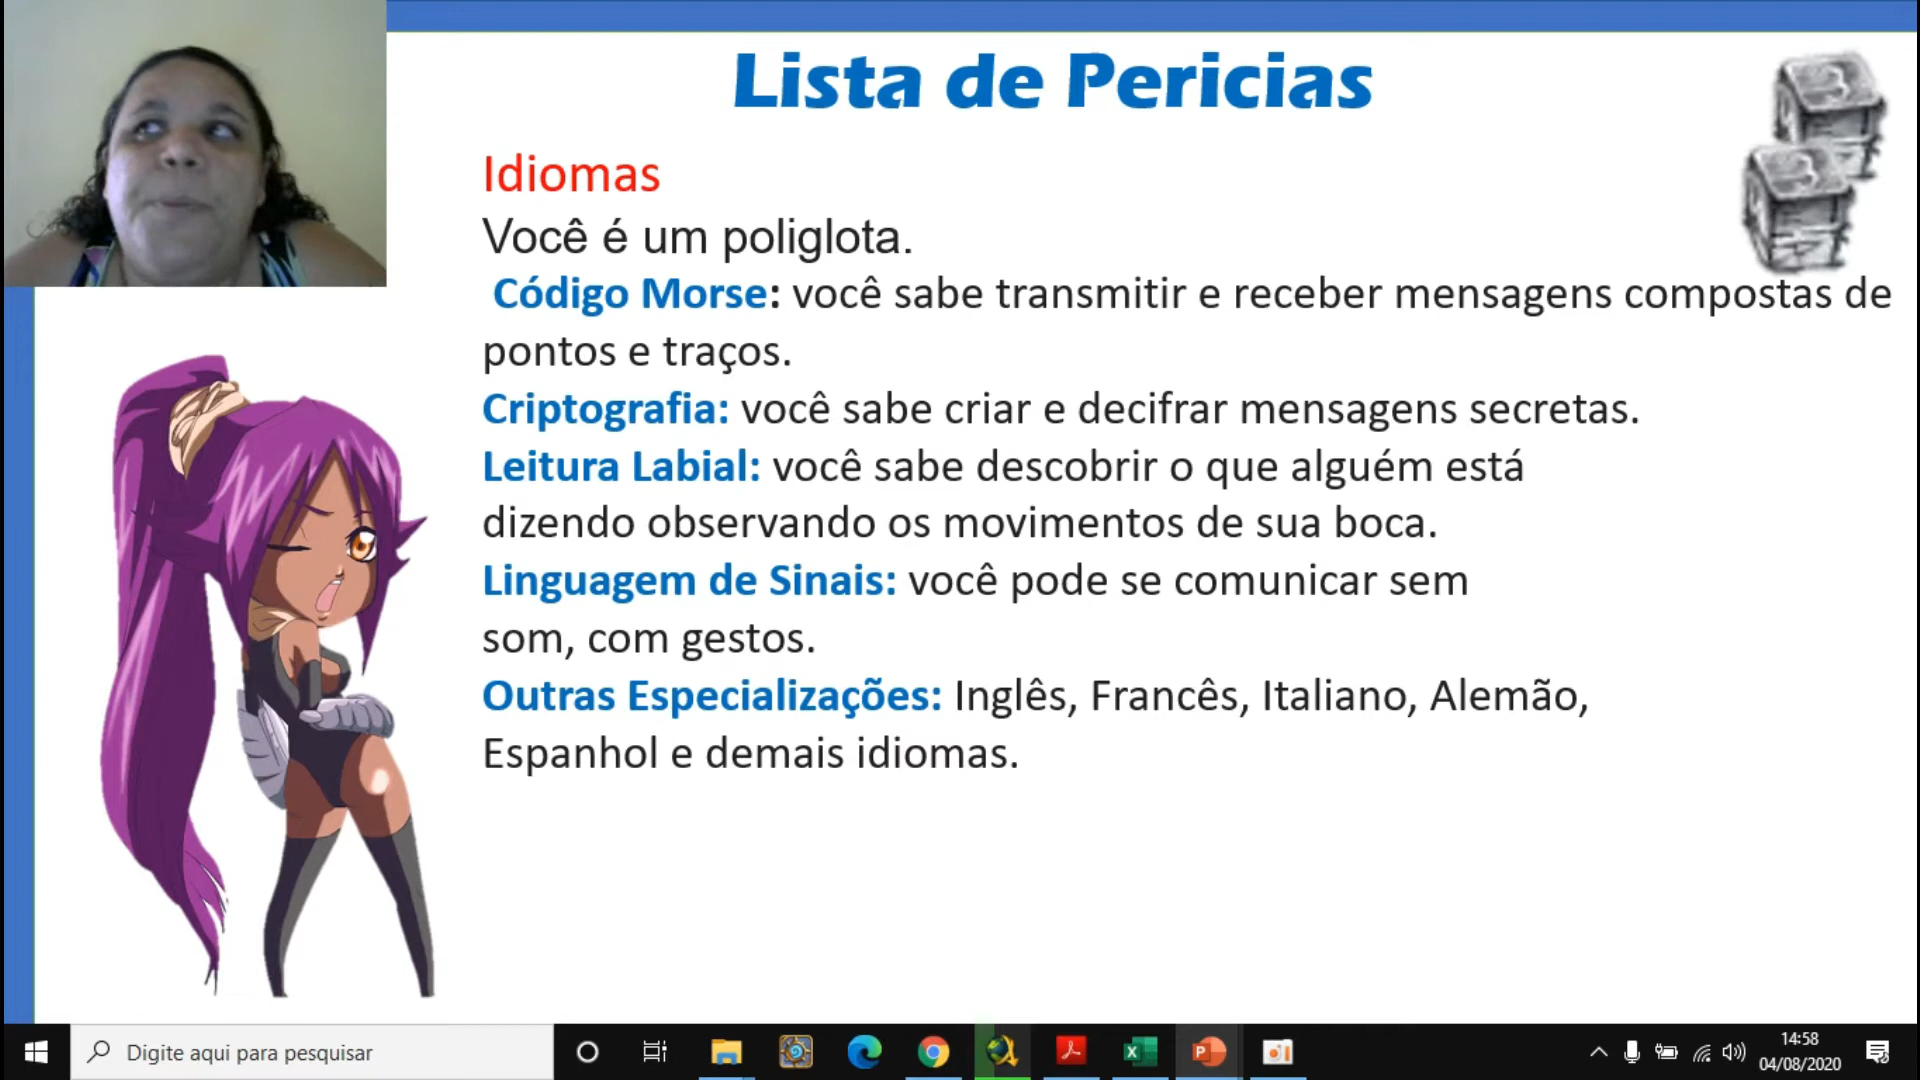 Lista de Pericias
Idiomas
Você é um poliglota.
Código Morse: você sabe transmitir e receber mensagens compostas de
pontos e traços.
Criptografia: você sabe criar e decifrar mensagens secretas.
Leitura Labial: você sabe descobrir o que alguém está
dizendo observando os movimentos de sua boca.
Linguagem de Sinais: você pode se comunicar sem
som, com gestos.
Outras Especializações: Inglês, Francês, Italiano, Alemão,
Espanhol e demais idiomas.
Digite aqui para pesquisar
14:58
04/08/2020